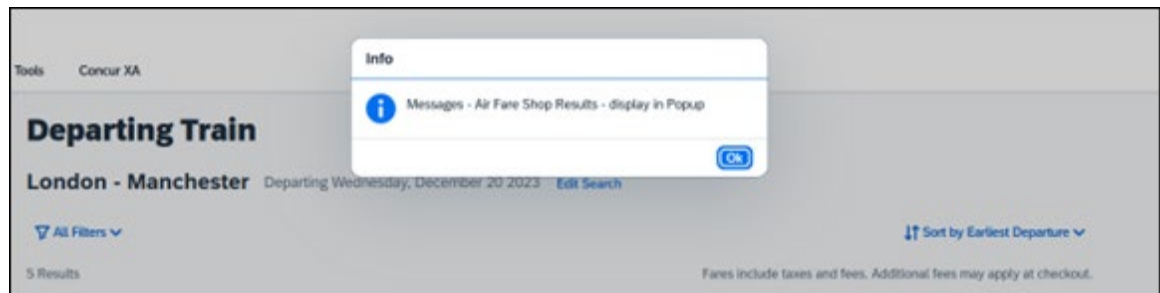 Info
Tools Concur XA
Messages - Air Fare Shop Results - display in Popup
Departing Train
Ok
London - Manchester Departing Wednesday, December 20 2023 Edit Search
All Filters
Sort by Earliest Departure
5 Results
Fares include taxes and fees. Additional fees may apply at checkout.